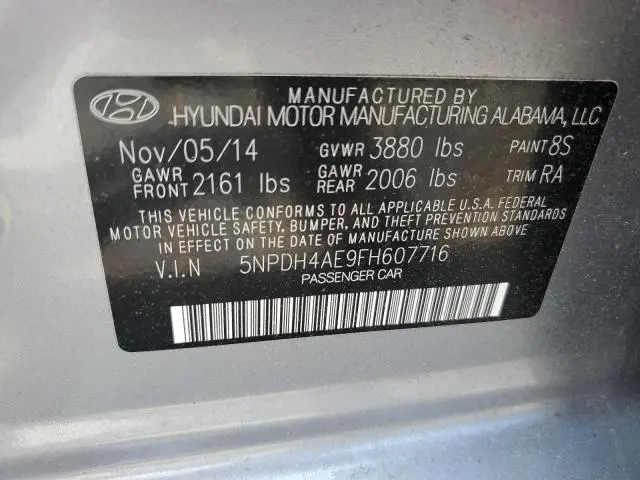 MANUFACTURED BY
HYUNDAI MOTOR MANUFACTURING ALABAMA, LLC
Nov/05/14 GVWR 3880 lbs PAINT 8S
GAWR FRONT 2161 lbs GAWR REAR 2006 lbs TRIM RA
THIS VEHICLE CONFORMS TO ALL APPLICABLE U.S.A. FEDERAL
MOTOR VEHICLE SAFETY, BUMPER, AND THEFT PREVENTION STANDARDS
IN EFFECT ON THE DATE OF MANUFACTURE SHOWN ABOVE.
V.I.N 5NPDH4AE9FH607716
PASSENGER CAR